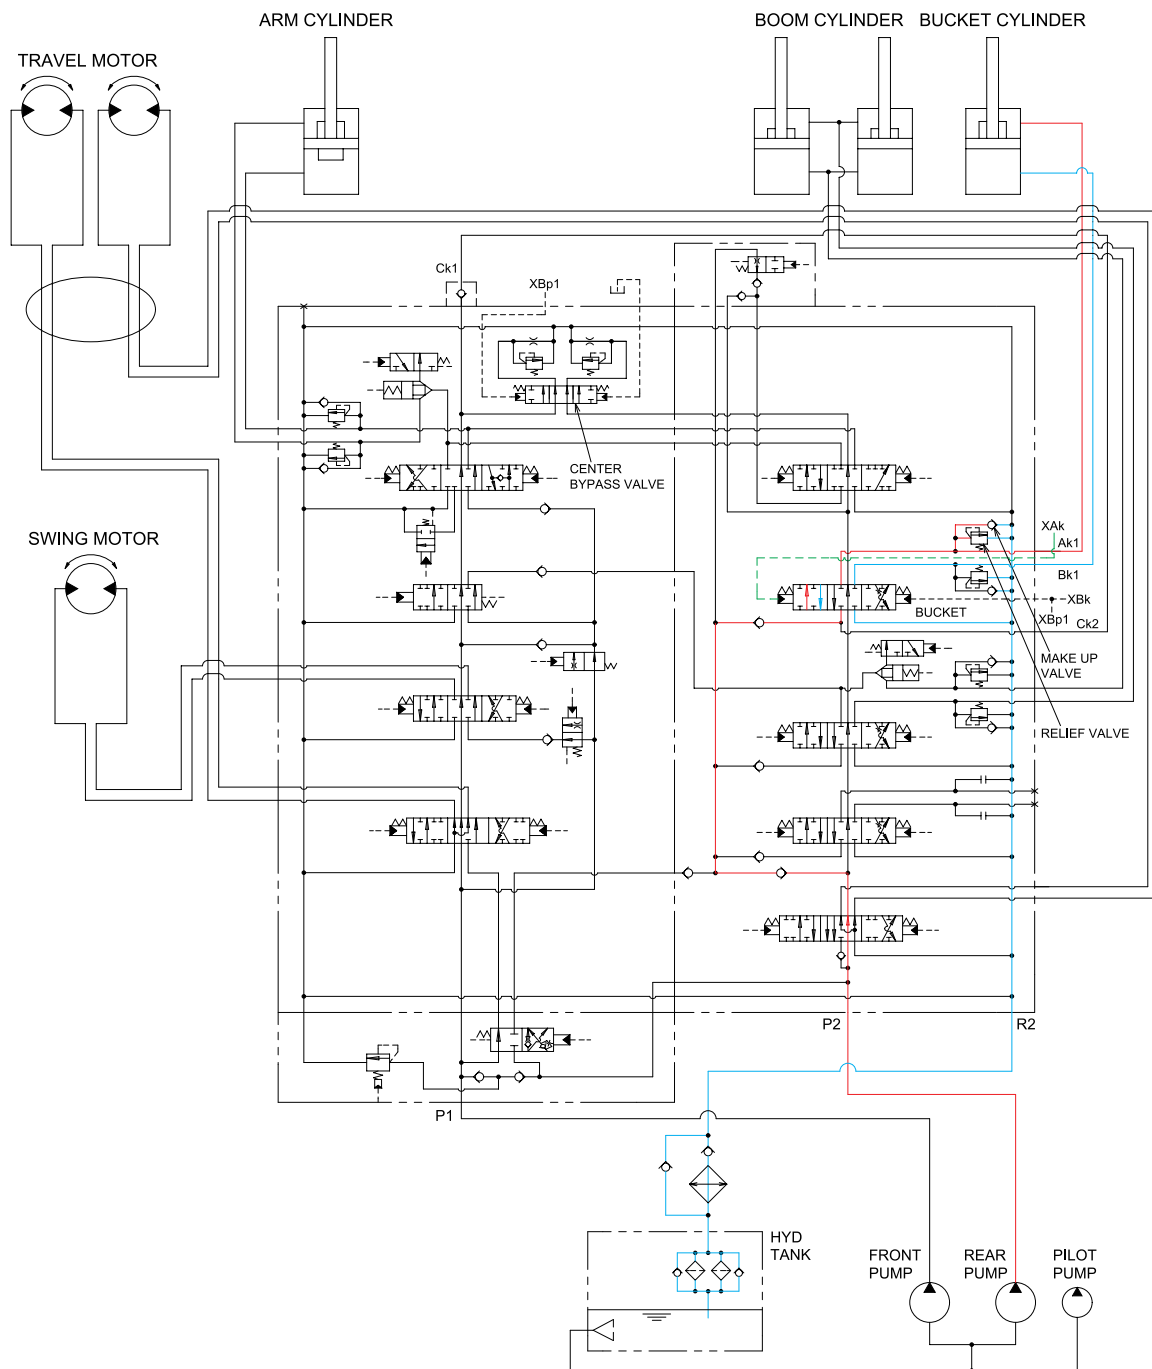 ARM CYLINDER
BOOM CYLINDER
BUCKET CYLINDER
TRAVEL MOTOR
Ck1
XBp1
CENTER
BYPASS VALVE
XAk
Ak1
SWING MOTOR
Bk1
XBk
BUCKET
XBp1
Ck2
MAKE UP
VALVE
RELIEF VALVE
P2
R2
P1
HYD
TANK
FRONT
PUMP
REAR
PUMP
PILOT
PUMP